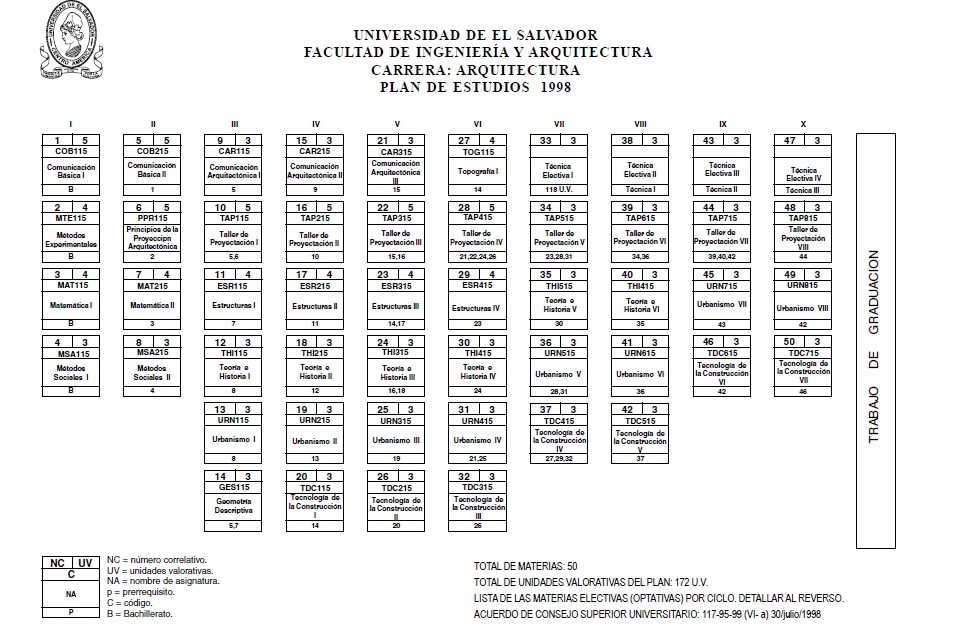 UNIVERSIDAD DE EL SALVADOR
FACULTAD DE INGENIERÍA Y ARQUITECTURA
CARRERA: ARQUITECTURA
PLAN DE ESTUDIOS 1998
I II III IV V VI VII VIII IX X
1 5 5 5 9 3 15 3 21 3 27 4 33 3 38 3 43 3 47 3
COB115 COB215 CAR115 CAR215 CAR315 TOG115
Comunicación Básica I
Comunicación Básica II
Comunicación Arquitectónica I
Comunicación Arquitectónica II
Comunicación Arquitectónica III
Topografía I
Técnica Electiva I
Técnica Electiva II
Técnica Electiva III
Técnica Electiva IV
B 1 5 9 15 14 118 U.V. Técnica I Técnica II Técnica III
2 4 6 5 10 5 16 5 22 5 28 5 34 3 39 3 44 3 48 3
MTE115 PPR115 TAP115 TAP215 TAP315 TAP415 TAP515 TAP615 TAP715 TAP815
Métodos Experimentales
Principios de la Proyeccipn Arquitectónica
Taller de Proyectación I
Taller de Proyectación II
Taller de Proyectación III
Taller de Proyectación IV
Taller de Proyectación V
Taller de Proyectación VI
Taller de Proyectación VII
Taller de Proyectación VIII
B 2 5,6 10 15,16 21,22,24,26 23,28,31 34,36 39,40,42 44
3 4 7 4 11 4 17 4 23 4 29 4 35 3 40 3 45 3 49 3
MAT115 MAT215 ESR115 ESR215 ESR315 ESR415 THI515 THI415 URN715 URN815
Matemática I
Matemática II
Estructuras I
Estructuras II
Estructuras III
Estructuras IV
Teoría e Historia V
Teoría e Historia VI
Urbanismo VII
Urbanismo VIII
B 3 7 11 14,17 23 30 35 43 42
4 3 8 3 12 3 18 3 24 3 30 3 36 3 41 3 46 3 50 3
MSA115 MSA215 THI115 THI215 THI315 THI415 URN515 URN615 TDC615 TDC715
Métodos Sociales I
Métodos Sociales II
Teoría e Historia I
Teoría e Historia II
Teoría e Historia III
Teoría e Historia IV
Urbanismo V
Urbanismo VI
Tecnología de la Construcción VI
Tecnología de la Construcción VII
B 4 8 12 16,18 24 28,31 36 42 46
13 3 19 3 25 3 31 3 37 3 42 3
URN115 URN215 URN315 URN415 TDC415 TDC515
Urbanismo I
Urbanismo II
Urbanismo III
Urbanismo IV
Tecnología de la Construcción IV
Tecnología de la Construcción V
8 13 19 21,25 27,29,32 37
14 3 20 3 26 3 32 3
GES115 TDC115 TDC215 TDC315
Geometría Descriptiva
Tecnología de la Construcción I
Tecnología de la Construcción II
Tecnología de la Construcción III
5,7 14 20 26
TRABAJO DE GRADUACION
NC UV
C
NA
P
NC = número correlativo.
UV = unidades valorativas.
NA = nombre de asignatura.
p = prerrequisito.
C = código.
B = Bachillerato.
TOTAL DE MATERIAS: 50
TOTAL DE UNIDADES VALORATIVAS DEL PLAN: 172 U.V.
LISTA DE LAS MATERIAS ELECTIVAS (OPTATIVAS) POR CICLO. DETALLAR AL REVERSO.
ACUERDO DE CONSEJO SUPERIOR UNIVERSITARIO: 117-95-99 (VI- a) 30/julio/1998